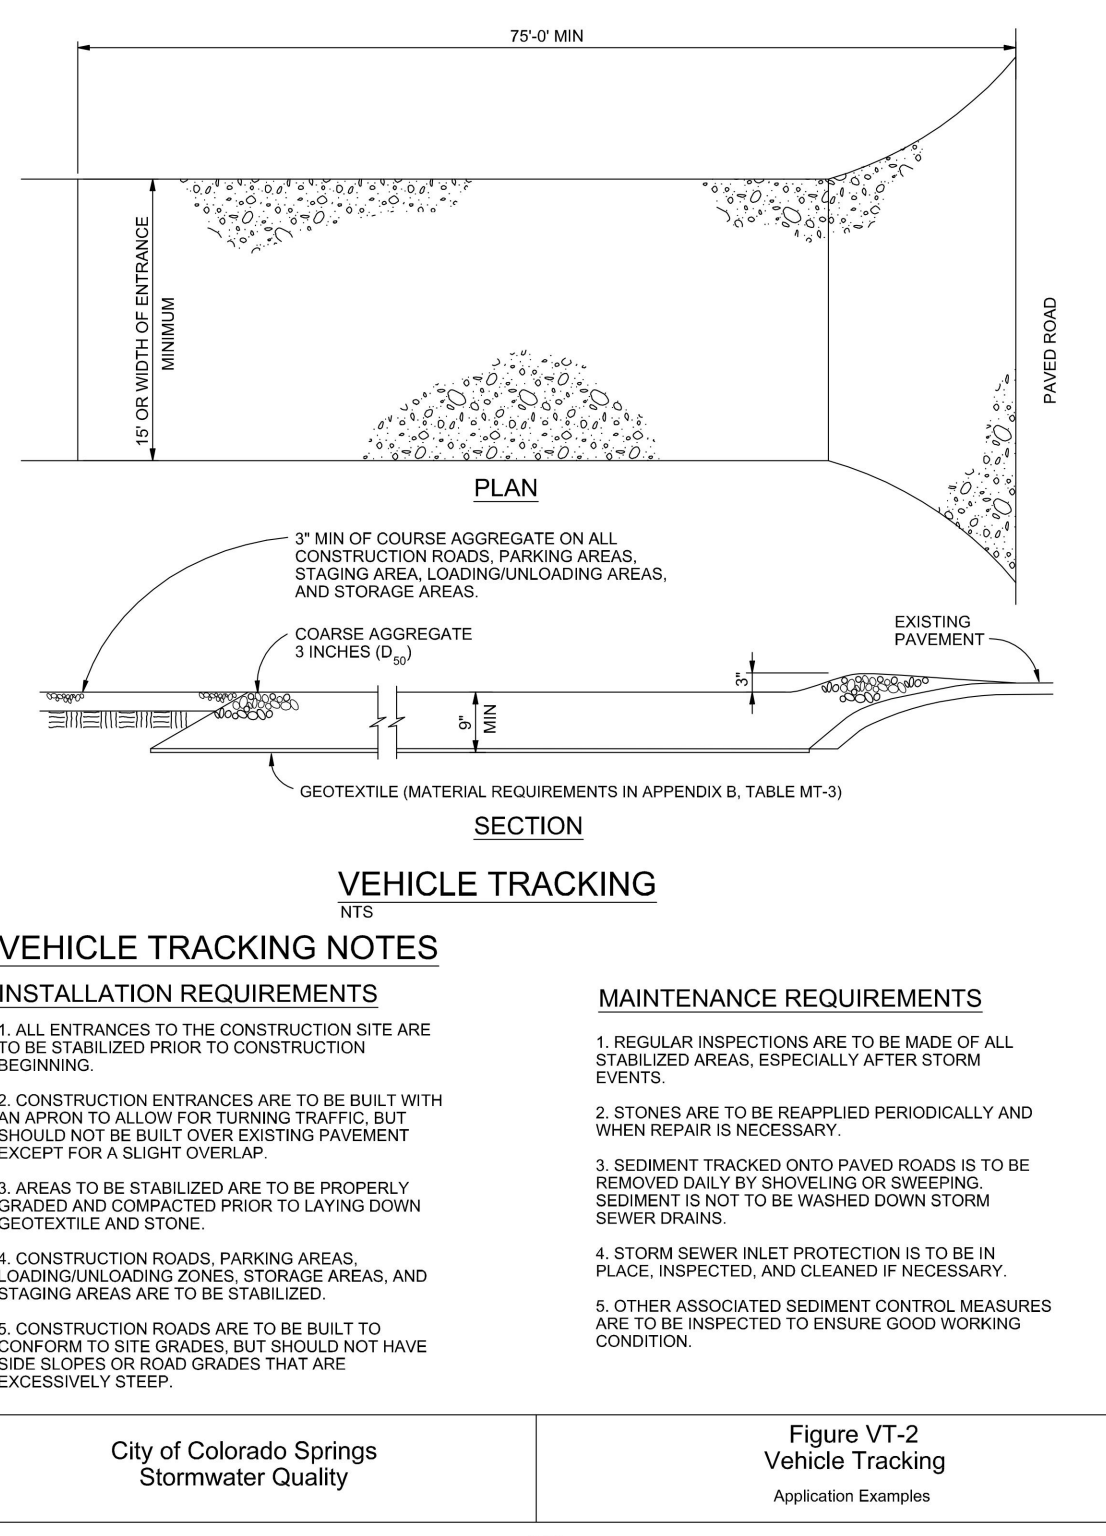 75'-0' MIN
15' OR WIDTH OF ENTRANCE
MINIMUM
PAVED ROAD
PLAN
3" MIN OF COURSE AGGREGATE ON ALL
CONSTRUCTION ROADS, PARKING AREAS,
STAGING AREA, LOADING/UNLOADING AREAS,
AND STORAGE AREAS.
COARSE AGGREGATE
3 INCHES (D50)
EXISTING
PAVEMENT
3"
9"
MIN
GEOTEXTILE (MATERIAL REQUIREMENTS IN APPENDIX B, TABLE MT-3)
SECTION
VEHICLE TRACKING
NTS
VEHICLE TRACKING NOTES
INSTALLATION REQUIREMENTS
1. ALL ENTRANCES TO THE CONSTRUCTION SITE ARE
TO BE STABILIZED PRIOR TO CONSTRUCTION
BEGINNING.
2. CONSTRUCTION ENTRANCES ARE TO BE BUILT WITH
AN APRON TO ALLOW FOR TURNING TRAFFIC, BUT
SHOULD NOT BE BUILT OVER EXISTING PAVEMENT
EXCEPT FOR A SLIGHT OVERLAP.
3. AREAS TO BE STABILIZED ARE TO BE PROPERLY
GRADED AND COMPACTED PRIOR TO LAYING DOWN
GEOTEXTILE AND STONE.
4. CONSTRUCTION ROADS, PARKING AREAS,
LOADING/UNLOADING ZONES, STORAGE AREAS, AND
STAGING AREAS ARE TO BE STABILIZED.
5. CONSTRUCTION ROADS ARE TO BE BUILT TO
CONFORM TO SITE GRADES, BUT SHOULD NOT HAVE
SIDE SLOPES OR ROAD GRADES THAT ARE
EXCESSIVELY STEEP.
MAINTENANCE REQUIREMENTS
1. REGULAR INSPECTIONS ARE TO BE MADE OF ALL
STABILIZED AREAS, ESPECIALLY AFTER STORM
EVENTS.
2. STONES ARE TO BE REAPPLIED PERIODICALLY AND
WHEN REPAIR IS NECESSARY.
3. SEDIMENT TRACKED ONTO PAVED ROADS IS TO BE
REMOVED DAILY BY SHOVELING OR SWEEPING.
SEDIMENT IS NOT TO BE WASHED DOWN STORM
SEWER DRAINS.
4. STORM SEWER INLET PROTECTION IS TO BE IN
PLACE, INSPECTED, AND CLEANED IF NECESSARY.
5. OTHER ASSOCIATED SEDIMENT CONTROL MEASURES
ARE TO BE INSPECTED TO ENSURE GOOD WORKING
CONDITION.
City of Colorado Springs
Stormwater Quality
Figure VT-2
Vehicle Tracking
Application Examples